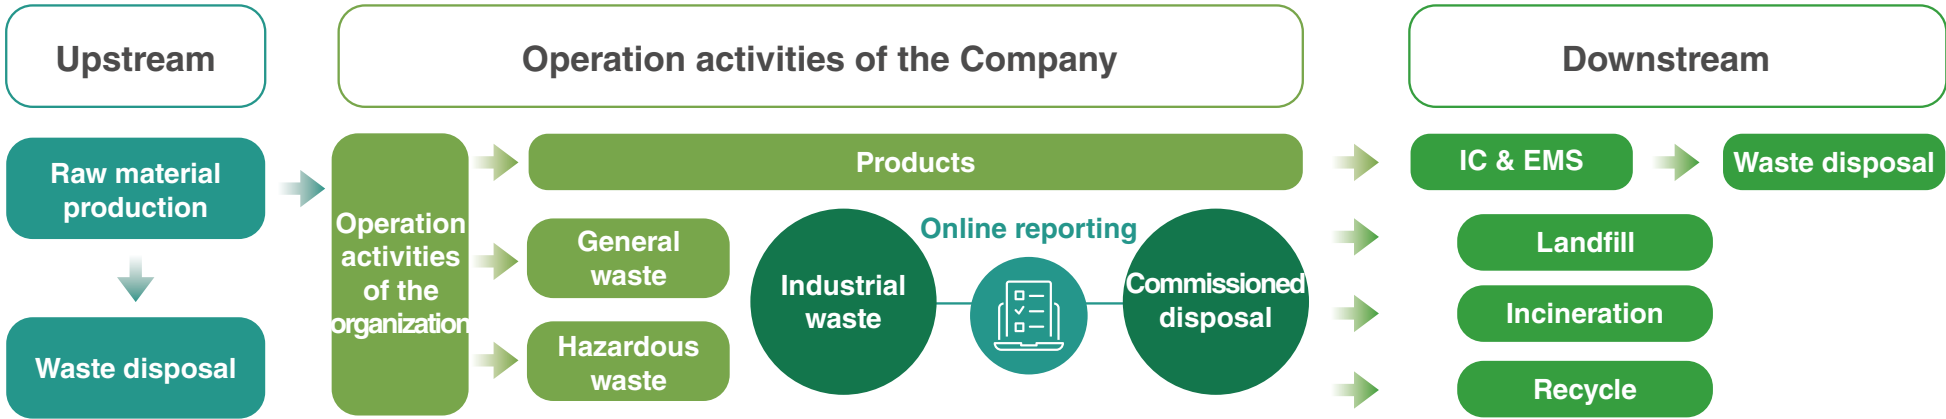 Upstream
Operation activities of the Company
Downstream
Raw material
production
Waste disposal
Operation
activities
of the
organization
Products
General
waste
Hazardous
waste
Industrial
waste
Online reporting
Commissioned
disposal
IC & EMS
Waste disposal
Landfill
Incineration
Recycle